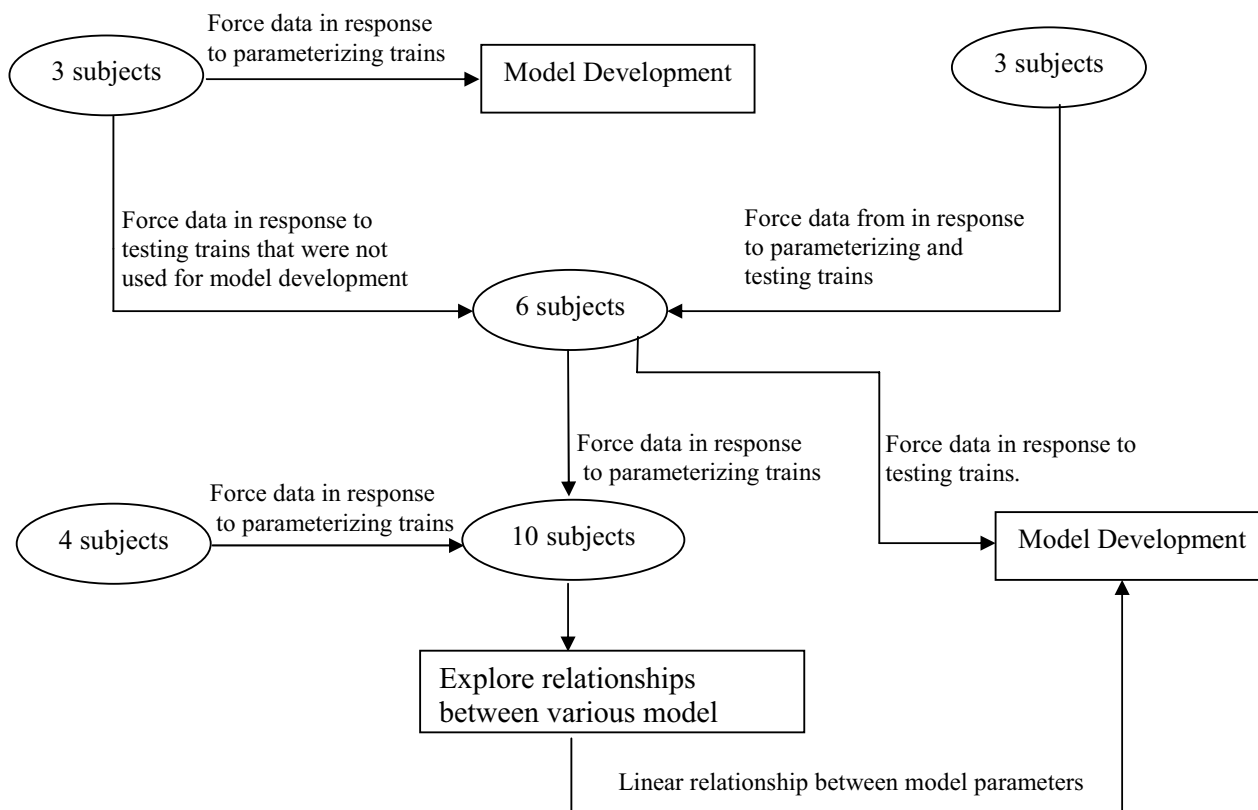 Force data in response
to parameterizing trains
3 subjects
Model Development
3 subjects
Force data in response to
testing trains that were not
used for model development
Force data from in response
to parameterizing and
testing trains
6 subjects
Force data in response
to parameterizing trains
Force data in response to
testing trains.
Force data in response
to parameterizing trains
4 subjects
10 subjects
Model Development
Explore relationships
between various model
Linear relationship between model parameters